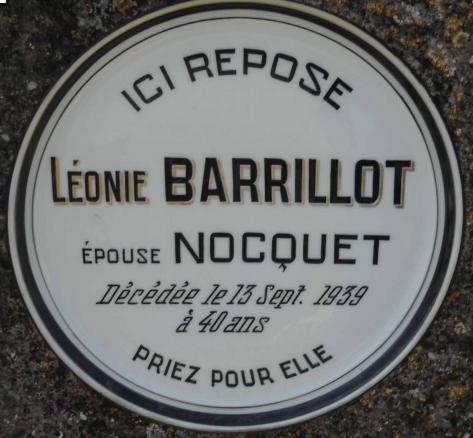 ICI REPOSE
LÉONIE BARRILLOT
ÉPOUSE NOCQUET
Décédée le 13 Sept. 1939
à 40 ans
PRIEZ POUR ELLE